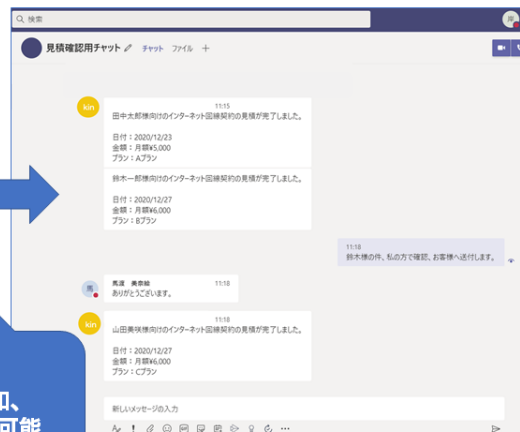 検索
岸
見積確認用チャット
チャット ファイル
kin
11:15
田中太郎様向けのインターネット回線契約の見積が完了しました。
日付：2020/12/23
金額：月額¥5,000
プラン：Aプラン
鈴木一郎様向けのインターネット回線契約の見積が完了しました。
日付：2020/12/27
金額：月額¥6,000
プラン：Bプラン
11:18
鈴木様の件、私の方で確認、お客様へ送付します。
馬渡 美奈絵 11:18
ありがとうございます。
kin
11:18
山田美咲様向けのインターネット回線契約の見積が完了しました。
日付：2020/12/27
金額：月額¥6,000
プラン：Cプラン
新しいメッセージの入力
知、
可能